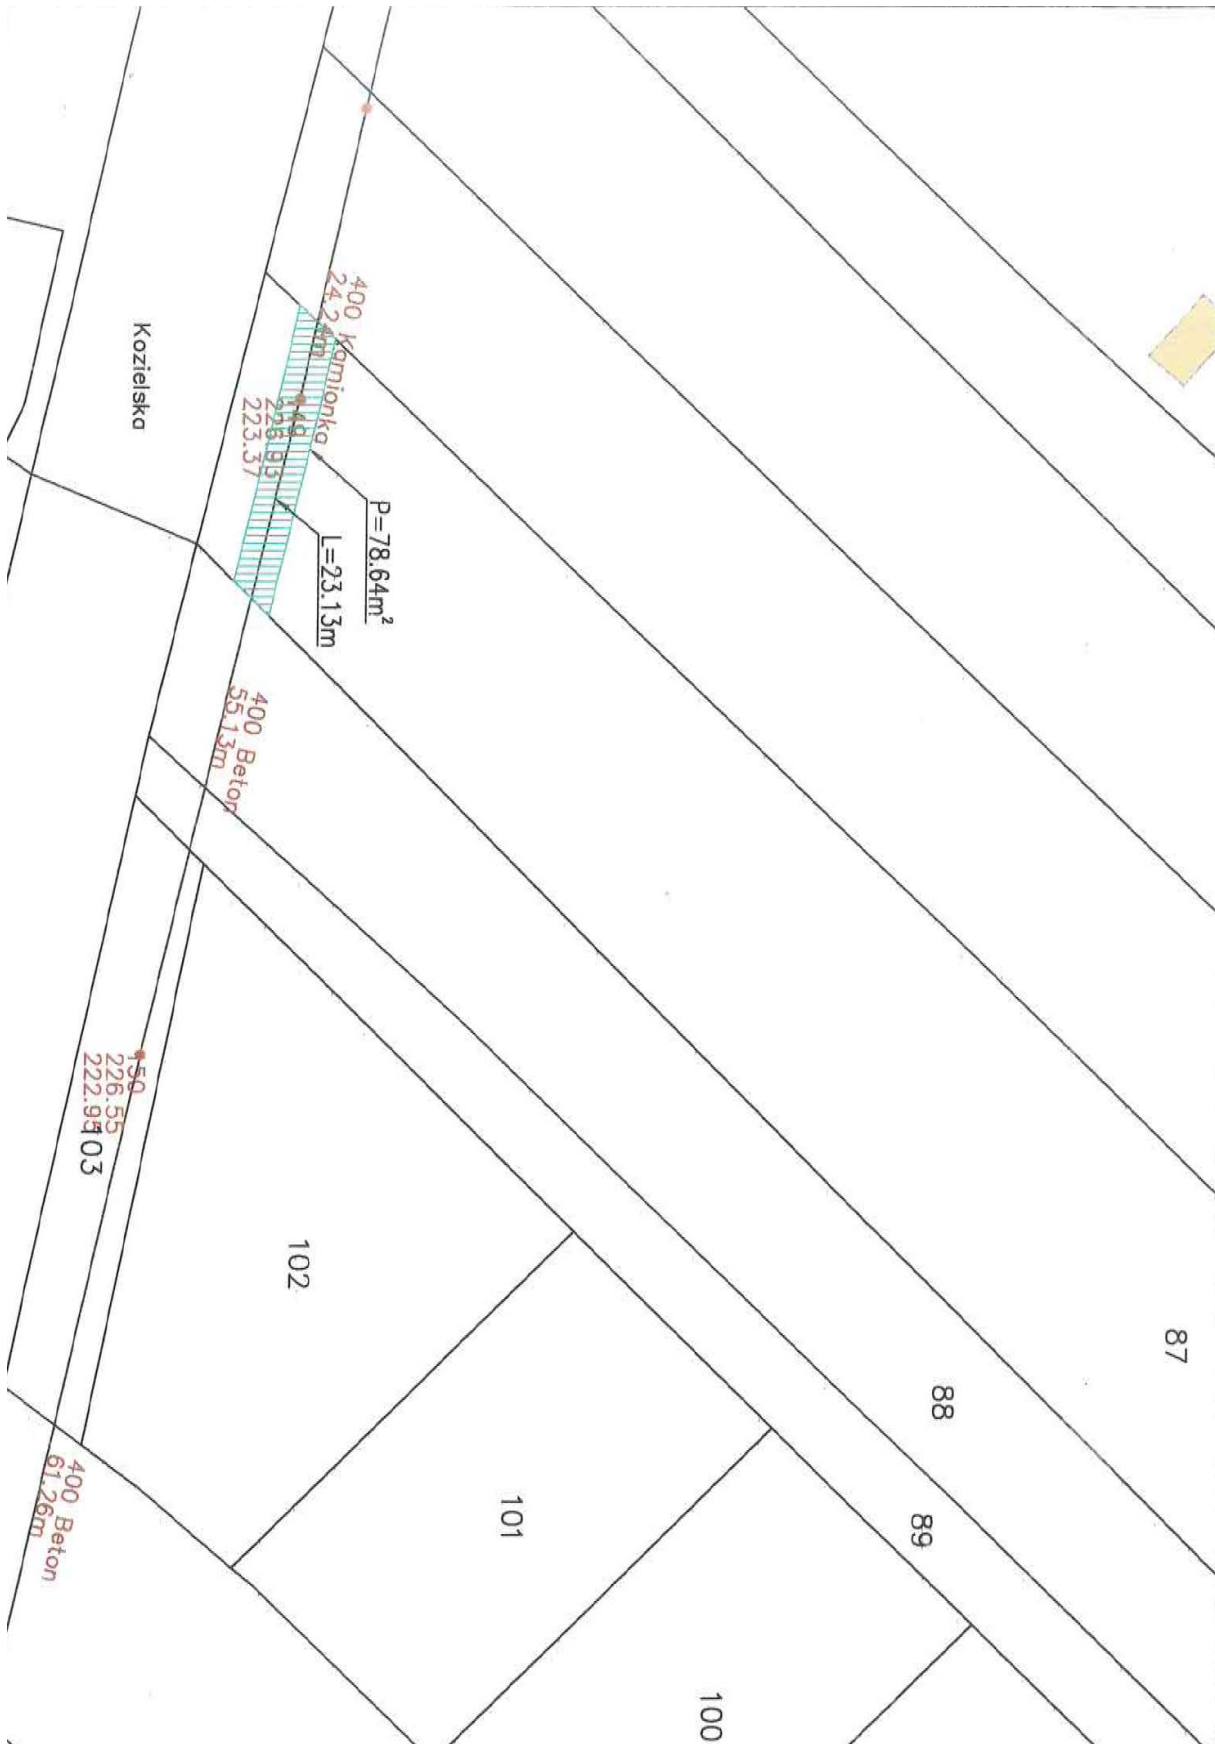 400 Kamionka
24.2
149
226.93
223.37
Kozielska
P=78.64m²
L=23.13m
400 Beton
55.13m
150
226.55
222.95
103
102
87
88
89
101
100
400 Beton
61.26m